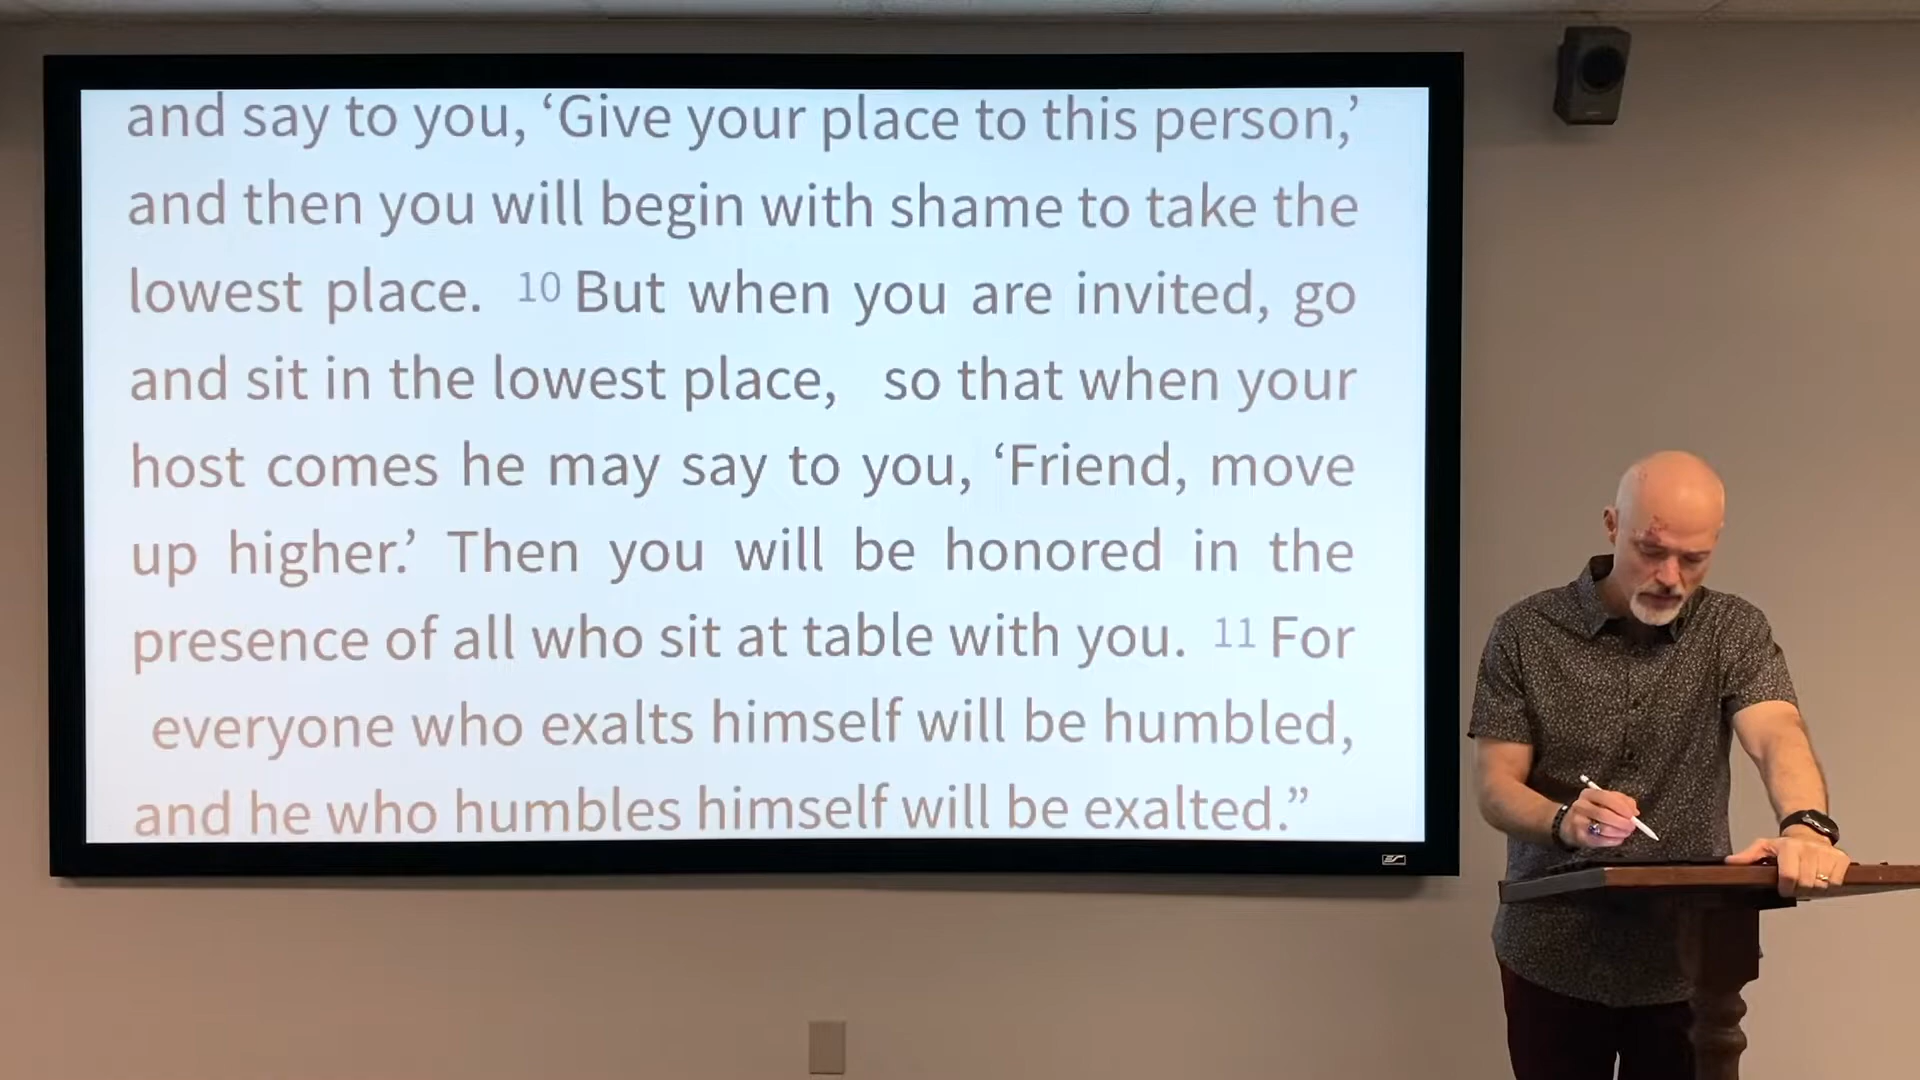 and say to you, ‘Give your place to this person,’
and then you will begin with shame to take the
lowest place. 10 But when you are invited, go
and sit in the lowest place, so that when your
host comes he may say to you, ‘Friend, move
up higher.’ Then you will be honored in the
presence of all who sit at table with you. 11 For
everyone who exalts himself will be humbled,
and he who humbles himself will be exalted.”